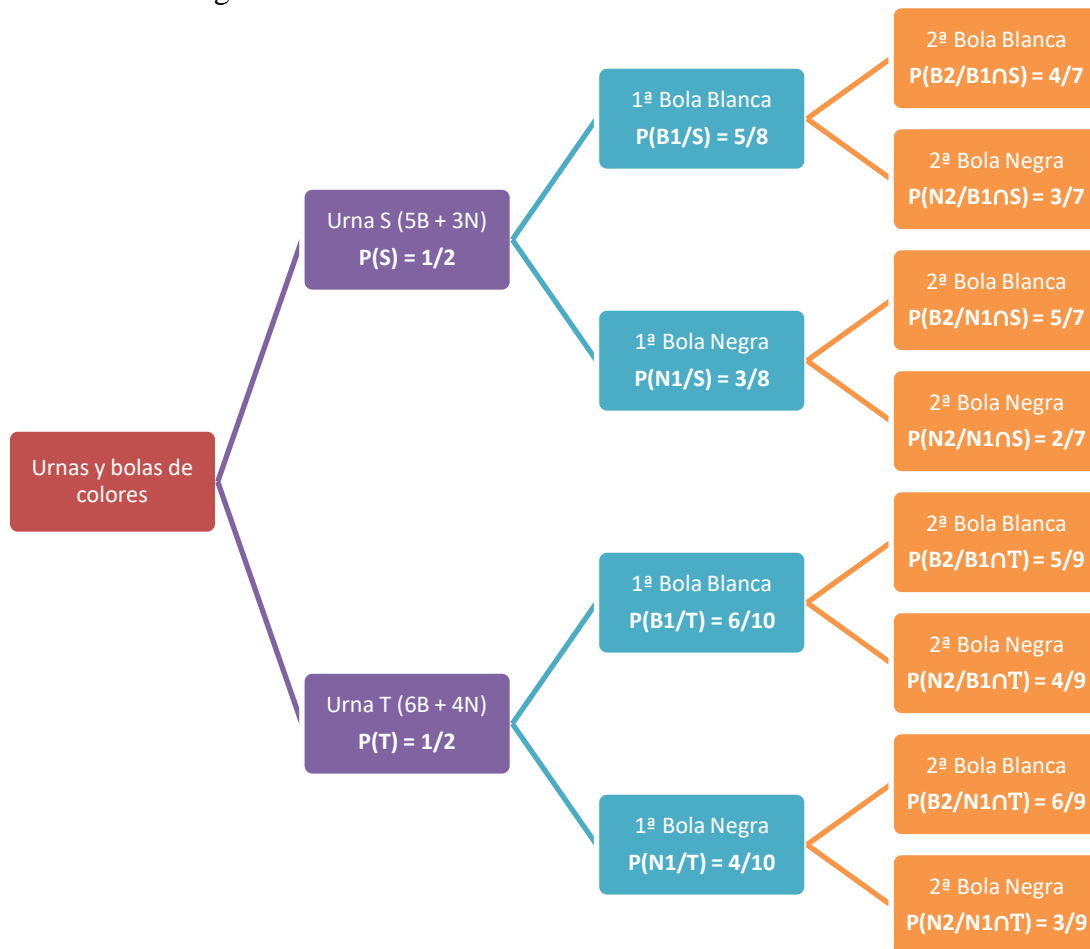 2ª Bola Blanca
P(B2/B1∩S) = 4/7
1ª Bola Blanca
P(B1/S) = 5/8
2ª Bola Negra
P(N2/B1∩S) = 3/7
Urna S (5B + 3N)
P(S) = 1/2
2ª Bola Blanca
P(B2/N1∩S) = 5/7
1ª Bola Negra
P(N1/S) = 3/8
2ª Bola Negra
P(N2/N1∩S) = 2/7
Urnas y bolas de
colores
2ª Bola Blanca
P(B2/B1∩T) = 5/9
1ª Bola Blanca
P(B1/T) = 6/10
2ª Bola Negra
P(N2/B1∩T) = 4/9
Urna T (6B + 4N)
P(T) = 1/2
2ª Bola Blanca
P(B2/N1∩T) = 6/9
1ª Bola Negra
P(N1/T) = 4/10
2ª Bola Negra
P(N2/N1∩T) = 3/9